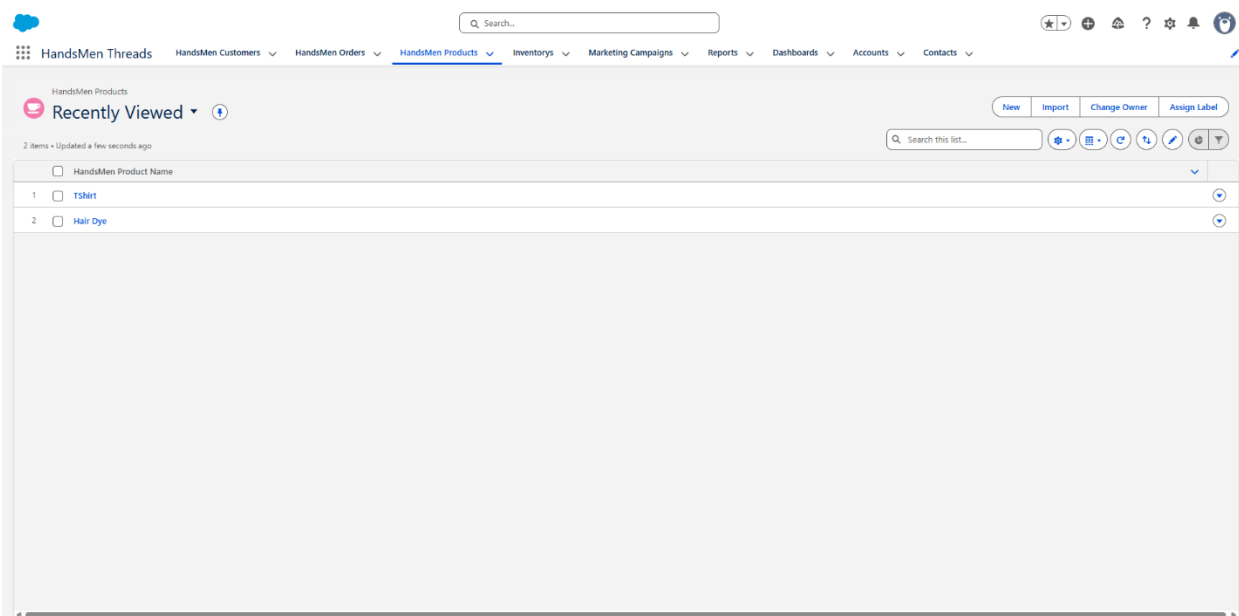 Search...
HandsMen Threads HandsMen Customers HandsMen Orders HandsMen Products Inventorys Marketing Campaigns Reports Dashboards Accounts Contacts
HandsMen Products
Recently Viewed
New Import Change Owner Assign Label
2 items • Updated a few seconds ago
Search this list...
HandsMen Product Name
1 TShirt
2 Hair Dye